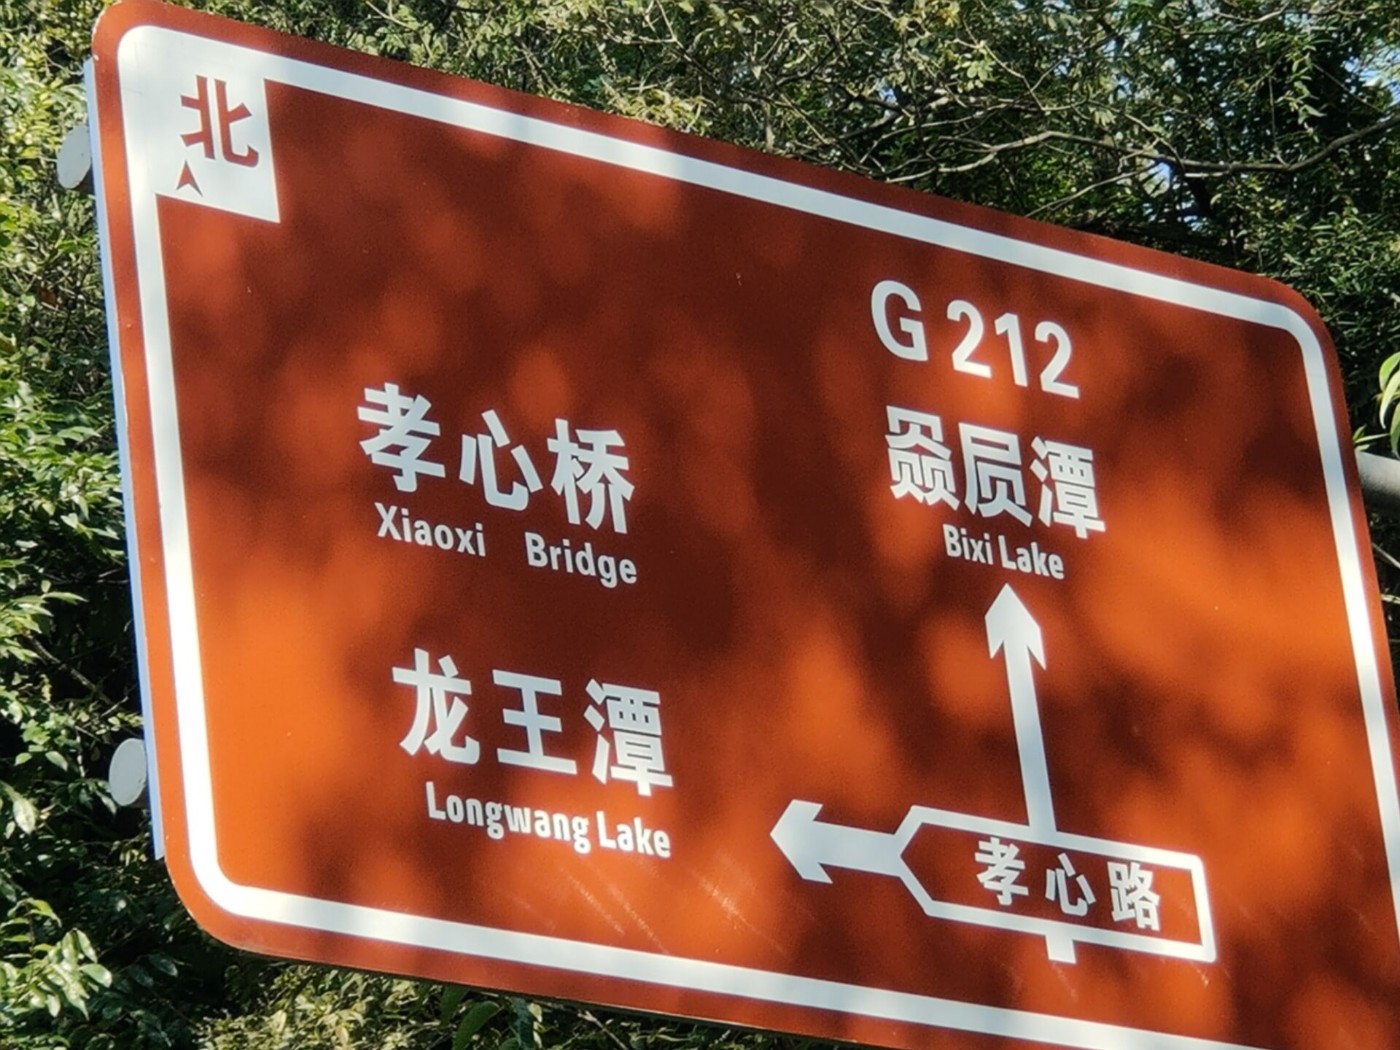 北
G 212
孝心桥
Xiaoxi Bridge
赑屃潭
Bixi Lake
龙王潭
Longwang Lake
孝心路